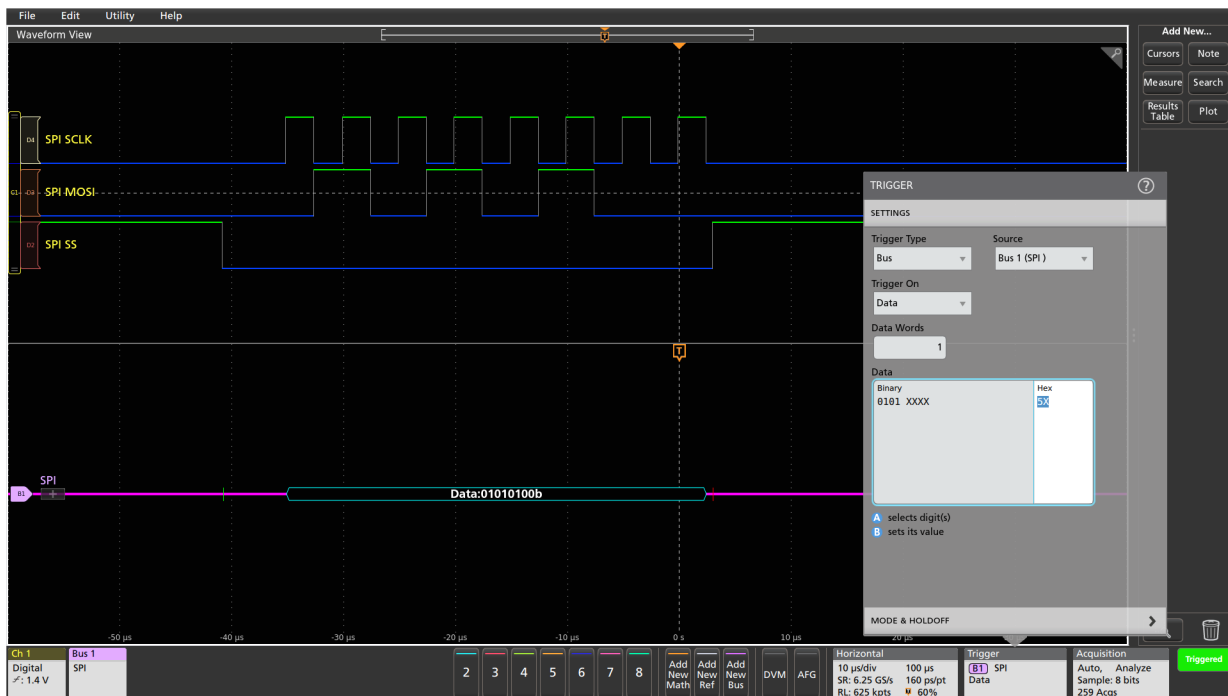 File Edit Utility Help
Waveform View
Add New...
Cursors Note
Measure Search
Results Table Plot
D4 SPI SCLK
D3 SPI MOSI
D2 SPI SS
TRIGGER
?
SETTINGS
Trigger Type Source
Bus Bus 1 (SPI )
Trigger On
Data
Data Words
1
Data
Binary Hex
0101 XXXX 5X
A selects digit(s)
B sets its value
MODE & HOLDOFF
T
T
SPI
B1 +
Data:01010100b
-50 µs -40 µs -30 µs -20 µs -10 µs 0 s 10 µs 20 µs
Ch 1
Digital
: 1.4 V
Bus 1
SPI
2 3 4 5 6 7 8
Add New Math
Add New Ref
Add New Bus
DVM AFG
Horizontal
10 µs/div 100 µs
SR: 6.25 GS/s 160 ps/pt
RL: 625 kpts 60%
Trigger
B1 SPI
Data
Acquisition
Auto, Analyze
Sample: 8 bits
259 Acqs
Triggered